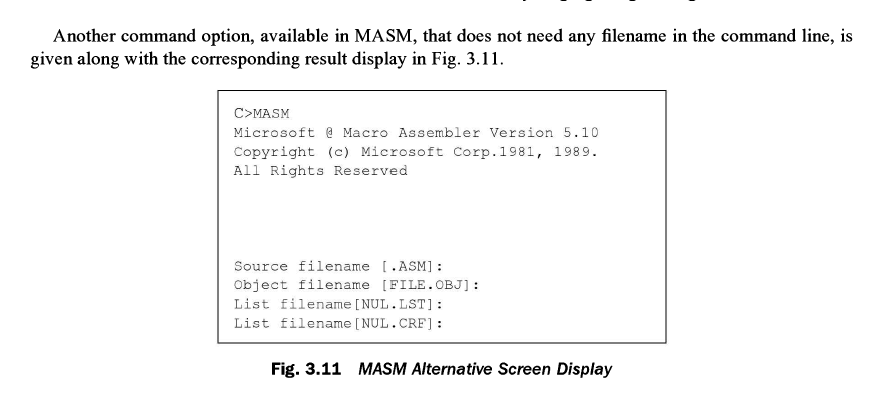 Another command option, available in MASM, that does not need any filename in the command line, is
given along with the corresponding result display in Fig. 3.11.
C>MASM
Microsoft @ Macro Assembler Version 5.10
Copyright (c) Microsoft Corp.1981, 1989.
All Rights Reserved
Source filename [.ASM]:
Object filename [FILE.OBJ]:
List filename[NUL.LST]:
List filename[NUL.CRF]:
Fig. 3.11 MASM Alternative Screen Display